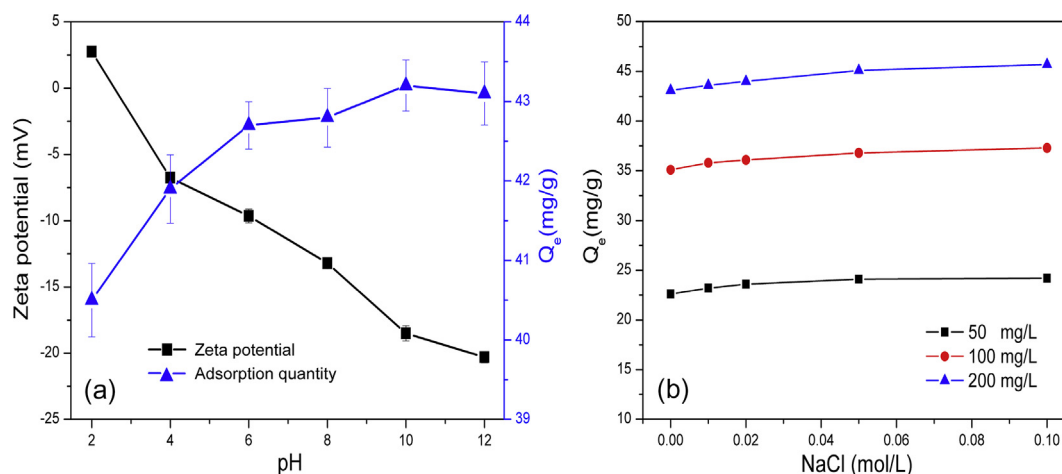 5
0
-5
-10
-15
-20
-25
Zeta potential (mV)
44
43
42
41
40
39
Qe(mg/g)
Zeta potential
Adsorption quantity
(a)
2 4 6 8 10 12
pH
50
45
40
35
30
25
20
15
10
Qe(mg/g)
50 mg/L
100 mg/L
200 mg/L
(b)
0.00 0.02 0.04 0.06 0.08 0.10
NaCl (mol/L)